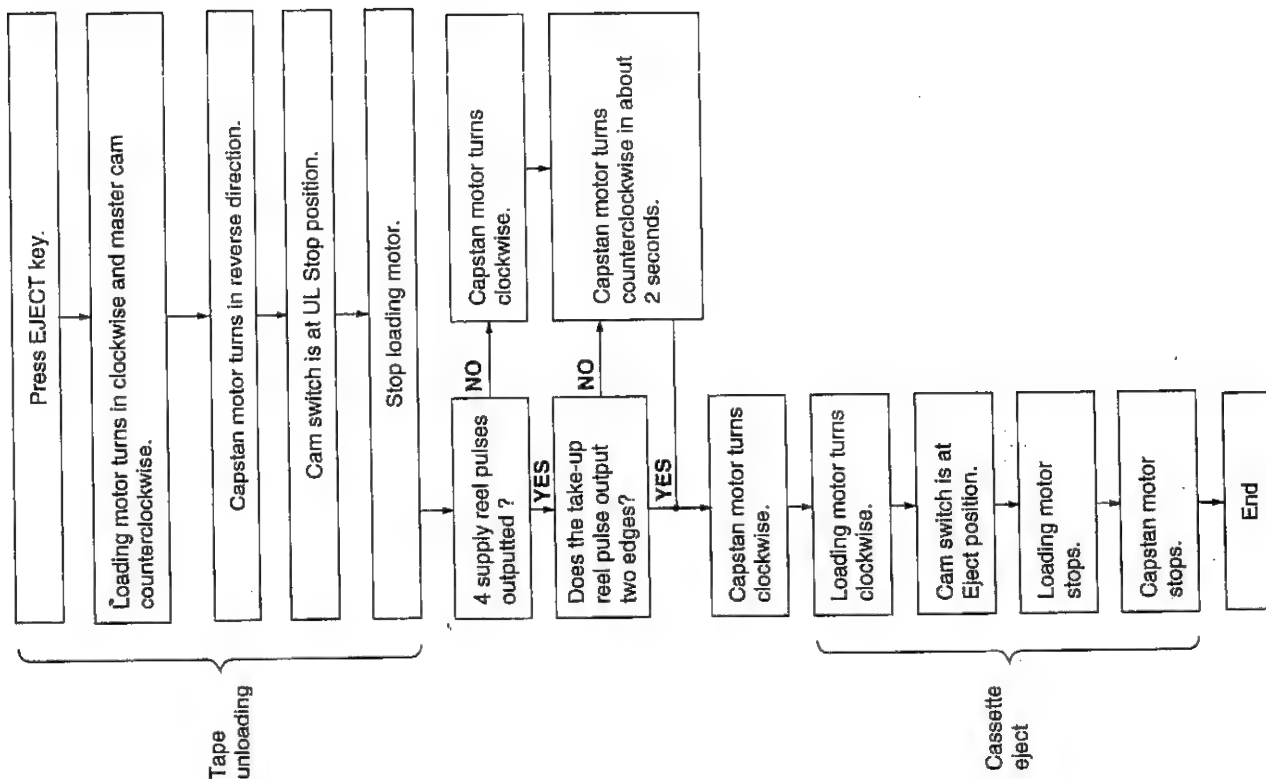 Press EJECT key.
Loading motor turns in clockwise and master cam
counterclockwise.
Capstan motor turns in reverse direction.
Cam switch is at UL Stop position.
Stop loading motor.
Tape
unloading
4 supply reel pulses
outputted ?
NO
Capstan motor turns
clockwise.
YES
Does the take-up
reel pulse output
two edges?
NO
Capstan motor turns
counterclockwise in about
2 seconds.
YES
Capstan motor turns
clockwise.
Loading motor turns
clockwise.
Cam switch is at
Eject position.
Loading motor
stops.
Capstan motor
stops.
Cassette
eject
End